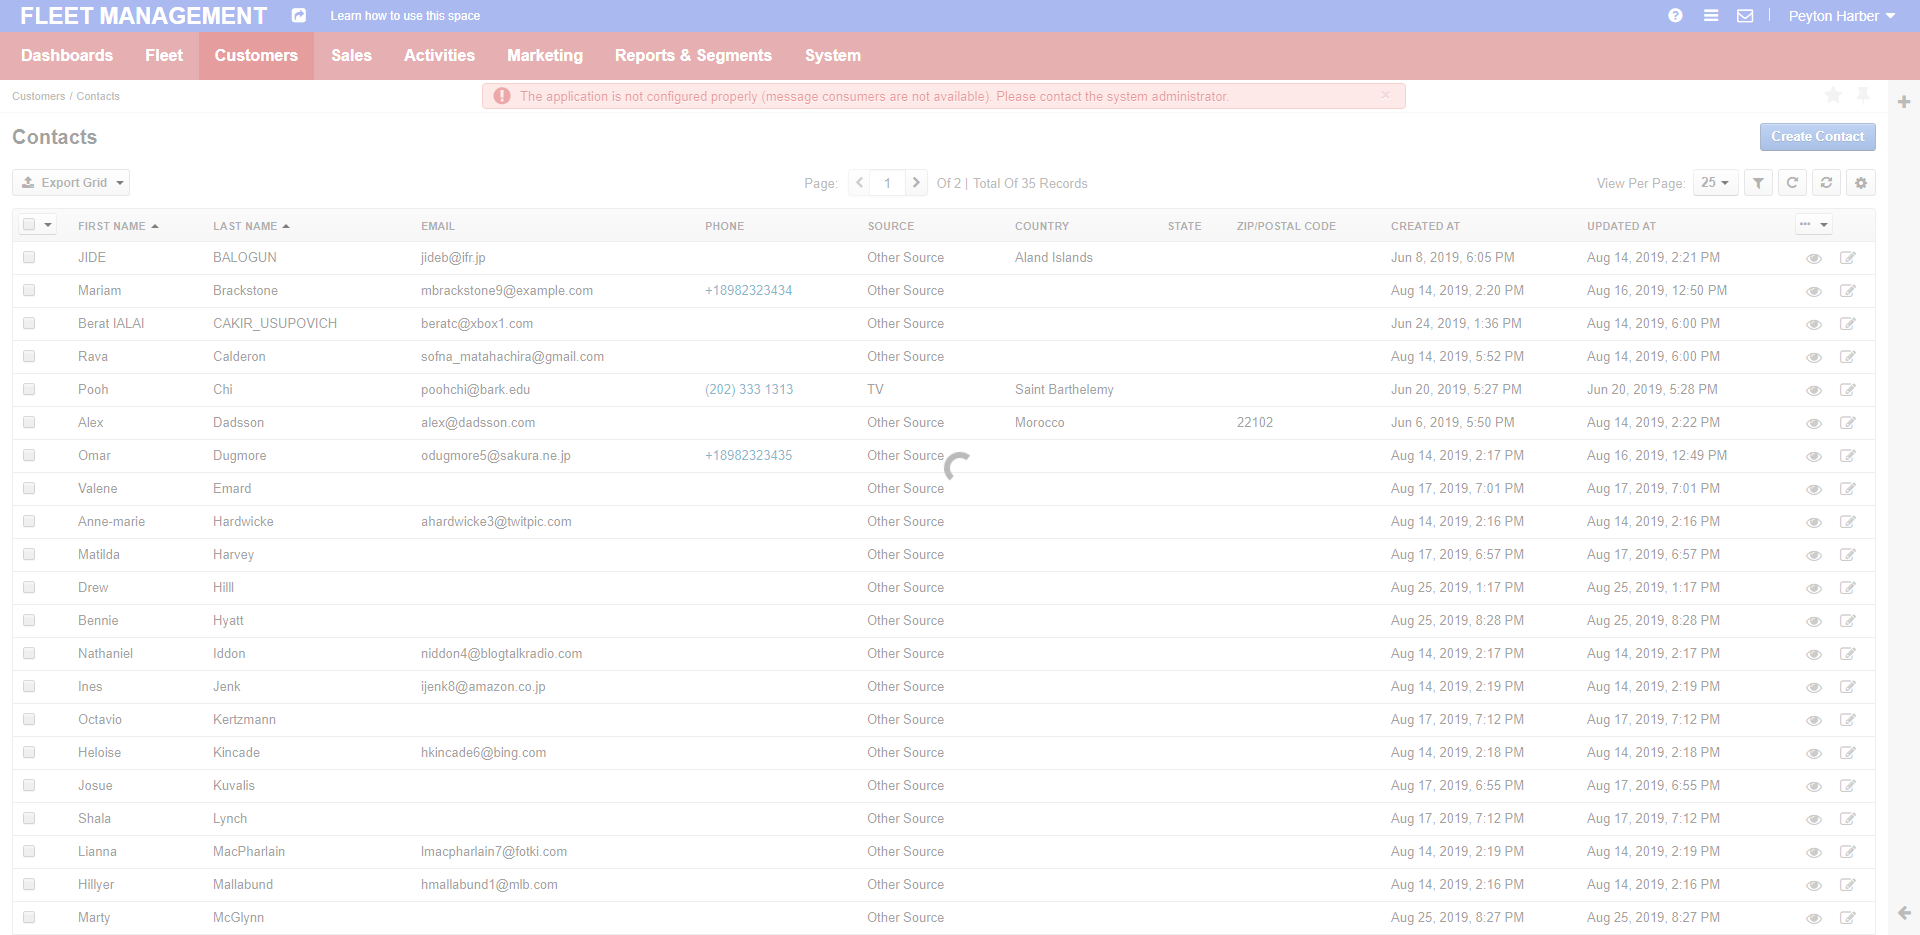 FLEET MANAGEMENT Learn how to use this space Peyton Harber
Dashboards Fleet Customers Sales Activities Marketing Reports & Segments System
Customers / Contacts
The application is not configured properly (message consumers are not available). Please contact the system administrator.
Contacts
Create Contact
Export Grid Page: 1 Of 2 | Total Of 35 Records View Per Page: 25
FIRST NAME LAST NAME EMAIL PHONE SOURCE COUNTRY STATE ZIP/POSTAL CODE CREATED AT UPDATED AT
JIDE BALOGUN jideb@ifr.jp Other Source Aland Islands Jun 8, 2019, 6:05 PM Aug 14, 2019, 2:21 PM
Mariam Brackstone mbrackstone9@example.com +18982323434 Other Source Aug 14, 2019, 2:20 PM Aug 16, 2019, 12:50 PM
Berat IALAI CAKIR_USUPOVICH beratc@xbox1.com Other Source Jun 24, 2019, 1:36 PM Aug 14, 2019, 6:00 PM
Rava Calderon sofna_matahachira@gmail.com Other Source Aug 14, 2019, 5:52 PM Aug 14, 2019, 6:00 PM
Pooh Chi poohchi@bark.edu (202) 333 1313 TV Saint Barthelemy Jun 20, 2019, 5:27 PM Jun 20, 2019, 5:28 PM
Alex Dadsson alex@dadsson.com Other Source Morocco 22102 Jun 6, 2019, 5:50 PM Aug 14, 2019, 2:22 PM
Omar Dugmore odugmore5@sakura.ne.jp +18982323435 Other Source Aug 14, 2019, 2:17 PM Aug 16, 2019, 12:49 PM
Valene Emard Other Source Aug 17, 2019, 7:01 PM Aug 17, 2019, 7:01 PM
Anne-marie Hardwicke ahardwicke3@twitpic.com Other Source Aug 14, 2019, 2:16 PM Aug 14, 2019, 2:16 PM
Matilda Harvey Other Source Aug 17, 2019, 6:57 PM Aug 17, 2019, 6:57 PM
Drew Hilll Other Source Aug 25, 2019, 1:17 PM Aug 25, 2019, 1:17 PM
Bennie Hyatt Other Source Aug 25, 2019, 8:28 PM Aug 25, 2019, 8:28 PM
Nathaniel Iddon niddon4@blogtalkradio.com Other Source Aug 14, 2019, 2:17 PM Aug 14, 2019, 2:17 PM
Ines Jenk ijenk8@amazon.co.jp Other Source Aug 14, 2019, 2:19 PM Aug 14, 2019, 2:19 PM
Octavio Kertzmann Other Source Aug 17, 2019, 7:12 PM Aug 17, 2019, 7:12 PM
Heloise Kincade hkincade6@bing.com Other Source Aug 14, 2019, 2:18 PM Aug 14, 2019, 2:18 PM
Josue Kuvalis Other Source Aug 17, 2019, 6:55 PM Aug 17, 2019, 6:55 PM
Shala Lynch Other Source Aug 17, 2019, 7:12 PM Aug 17, 2019, 7:12 PM
Lianna MacPharlain lmacpharlain7@fotki.com Other Source Aug 14, 2019, 2:19 PM Aug 14, 2019, 2:19 PM
Hillyer Mallabund hmallabund1@mlb.com Other Source Aug 14, 2019, 2:16 PM Aug 14, 2019, 2:16 PM
Marty McGlynn Other Source Aug 25, 2019, 8:27 PM Aug 25, 2019, 8:27 PM